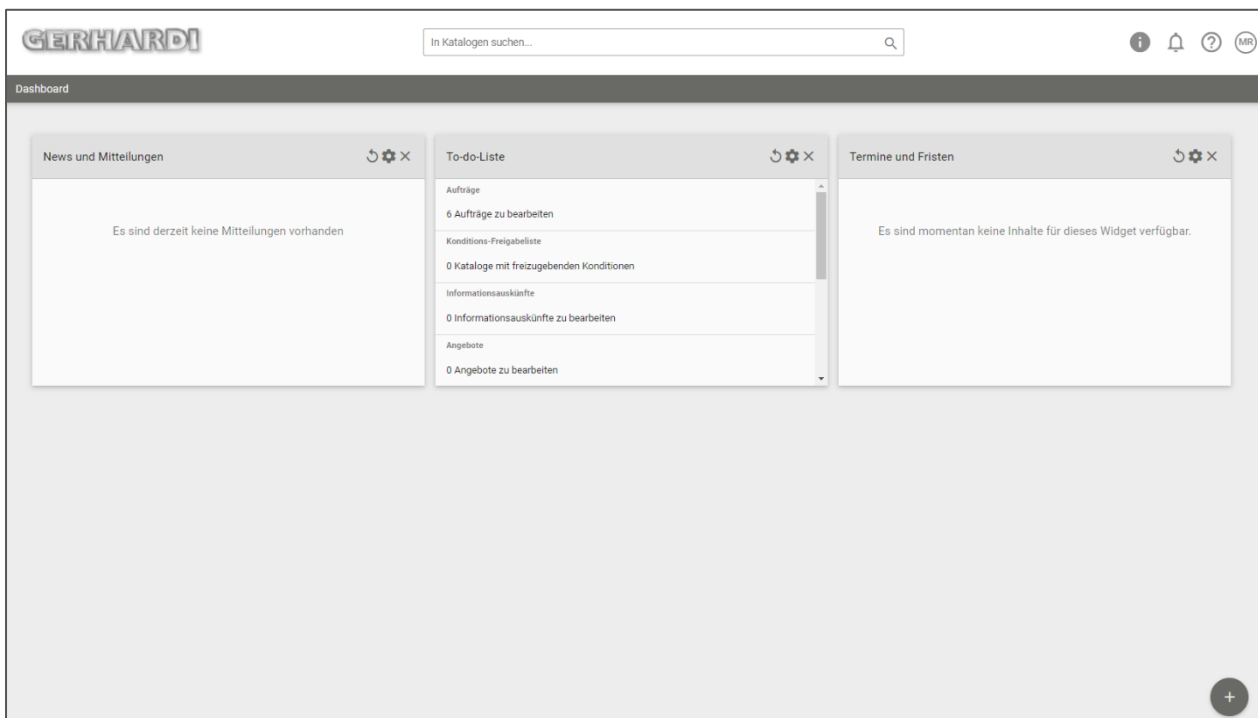 GERHARDI
In Katalogen suchen...
MR
Dashboard
News und Mitteilungen
Es sind derzeit keine Mitteilungen vorhanden
To-do-Liste
Aufträge
6 Aufträge zu bearbeiten
Konditions-Freigabeliste
0 Kataloge mit freizugebenden Konditionen
Informationsauskünfte
0 Informationsauskünfte zu bearbeiten
Angebote
0 Angebote zu bearbeiten
Termine und Fristen
Es sind momentan keine Inhalte für dieses Widget verfügbar.